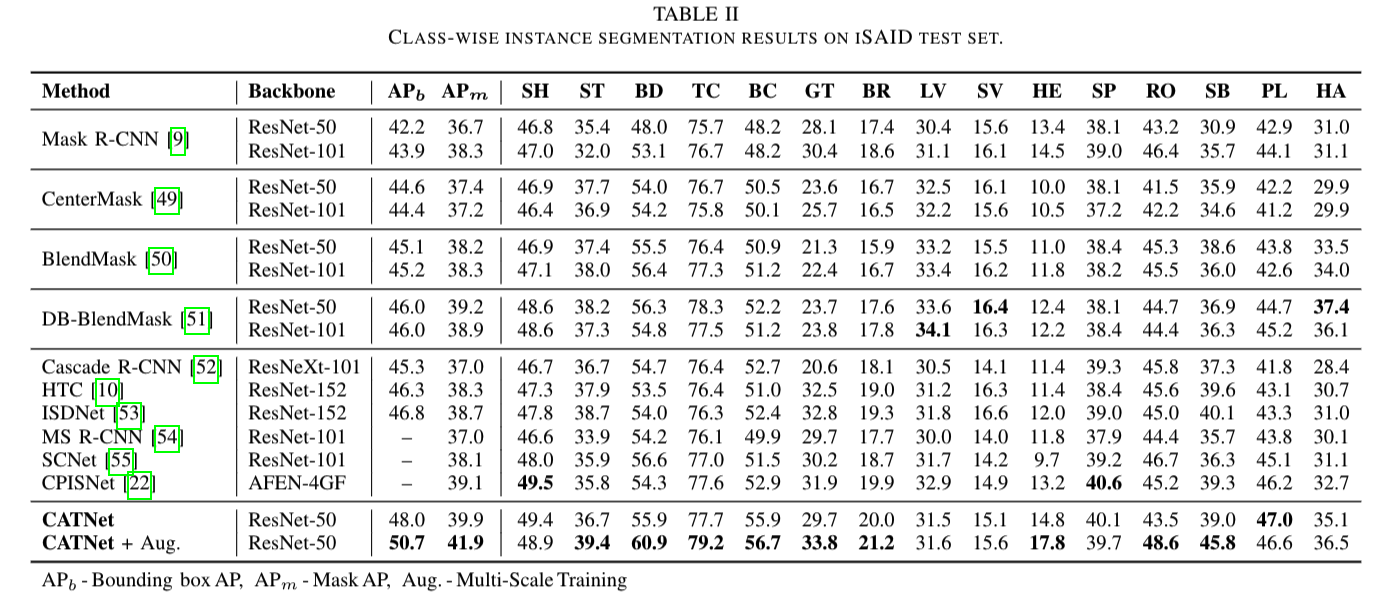 TABLE II
CLASS-WISE INSTANCE SEGMENTATION RESULTS ON ISAID TEST SET.
Method Backbone APb APm SH ST BD TC BC GT BR LV SV HE SP RO SB PL HA
Mask R-CNN [9] ResNet-50 42.2 36.7 46.8 35.4 48.0 75.7 48.2 28.1 17.4 30.4 15.6 13.4 38.1 43.2 30.9 42.9 31.0
ResNet-101 43.9 38.3 47.0 32.0 53.1 76.7 48.2 30.4 18.6 31.1 16.1 14.5 39.0 46.4 35.7 44.1 31.1
CenterMask [49] ResNet-50 44.6 37.4 46.9 37.7 54.0 76.7 50.5 23.6 16.7 32.5 16.1 10.0 38.1 41.5 35.9 42.2 29.9
ResNet-101 44.4 37.2 46.4 36.9 54.2 75.8 50.1 25.7 16.5 32.2 15.6 10.5 37.2 42.2 34.6 41.2 29.9
BlendMask [50] ResNet-50 45.1 38.2 46.9 37.4 55.5 76.4 50.9 21.3 15.9 33.2 15.5 11.0 38.4 45.3 38.6 43.8 33.5
ResNet-101 45.2 38.3 47.1 38.0 56.4 77.3 51.2 22.4 16.7 33.4 16.2 11.8 38.2 45.5 36.0 42.6 34.0
DB-BlendMask [51] ResNet-50 46.0 39.2 48.6 38.2 56.3 78.3 52.2 23.7 17.6 33.6 16.4 12.4 38.1 44.7 36.9 44.7 37.4
ResNet-101 46.0 38.9 48.6 37.3 54.8 77.5 51.2 23.8 17.8 34.1 16.3 12.2 38.4 44.4 36.3 45.2 36.1
Cascade R-CNN [52] ResNeXt-101 45.3 37.0 46.7 36.7 54.7 76.4 52.7 20.6 18.1 30.5 14.1 11.4 39.3 45.8 37.3 41.8 28.4
HTC [10] ResNet-152 46.3 38.3 47.3 37.9 53.5 76.4 51.0 32.5 19.0 31.2 16.3 11.4 38.4 45.6 39.6 43.1 30.7
ISDNet [53] ResNet-152 46.8 38.7 47.8 38.7 54.0 76.3 52.4 32.8 19.3 31.8 16.6 12.0 39.0 45.0 40.1 43.3 31.0
MS R-CNN [54] ResNet-101 – 37.0 46.6 33.9 54.2 76.1 49.9 29.7 17.7 30.0 14.0 11.8 37.9 44.4 35.7 43.8 30.1
SCNet [55] ResNet-101 – 38.1 48.0 35.9 56.6 77.0 51.5 30.2 18.7 31.7 14.2 9.7 39.2 46.7 36.3 45.1 31.1
CPISNet [22] AFEN-4GF – 39.1 49.5 35.8 54.3 77.6 52.9 31.9 19.9 32.9 14.9 13.2 40.6 45.2 39.3 46.2 32.7
CATNet ResNet-50 48.0 39.9 49.4 36.7 55.9 77.7 55.9 29.7 20.0 31.5 15.1 14.8 40.1 43.5 39.0 47.0 35.1
CATNet + Aug. ResNet-50 50.7 41.9 48.9 39.4 60.9 79.2 56.7 33.8 21.2 31.6 15.6 17.8 39.7 48.6 45.8 46.6 36.5
APb - Bounding box AP, APm - Mask AP, Aug. - Multi-Scale Training